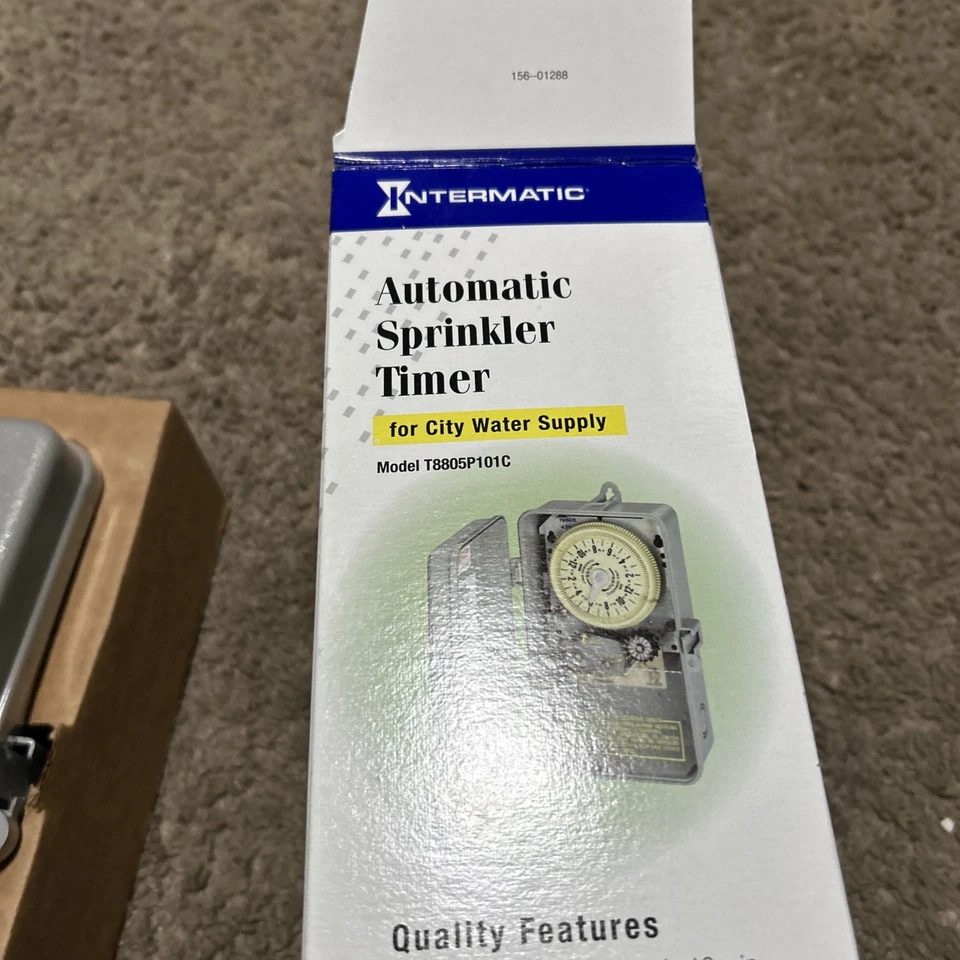 156-01288
INTERMATIC
Automatic
Sprinkler
Timer
for City Water Supply
Model T8805P101C
Quality Features